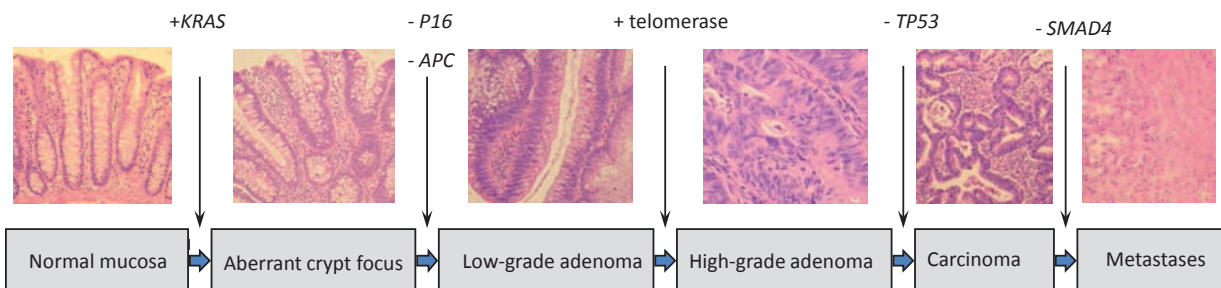 +KRAS
- P16
+ telomerase
- TP53
- SMAD4
- APC
Normal mucosa
Aberrant crypt focus
Low-grade adenoma
High-grade adenoma
Carcinoma
Metastases